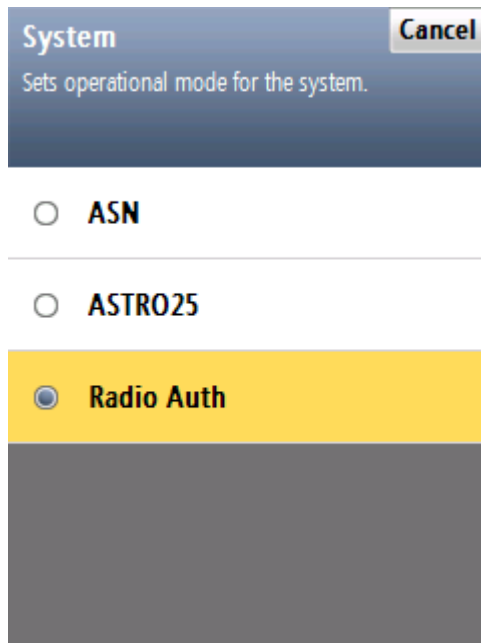 System
Cancel
Sets operational mode for the system.
ASN
ASTRO25
Radio Auth